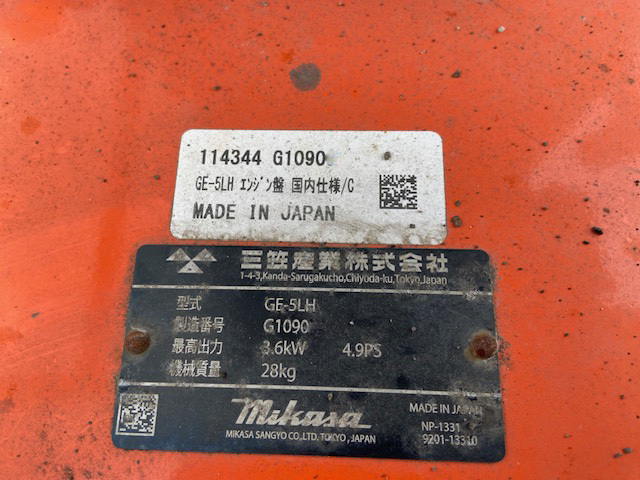 114344 G1090
GE-5LH ｴﾝｼﾞﾝ盤 国内仕様/C
MADE IN JAPAN
三笠産業株式会社
1-4-3,Kanda-Sarugakucho,Chiyoda-ku,Tokyo,Japan
型式 GE-5LH
製造番号 G1090
最高出力 3.6kW 4.9PS
機械質量 28kg
mikasa
MIKASA SANGYO CO., LTD. TOKYO, JAPAN
MADE IN JAPAN
NP-1331
9201-13310